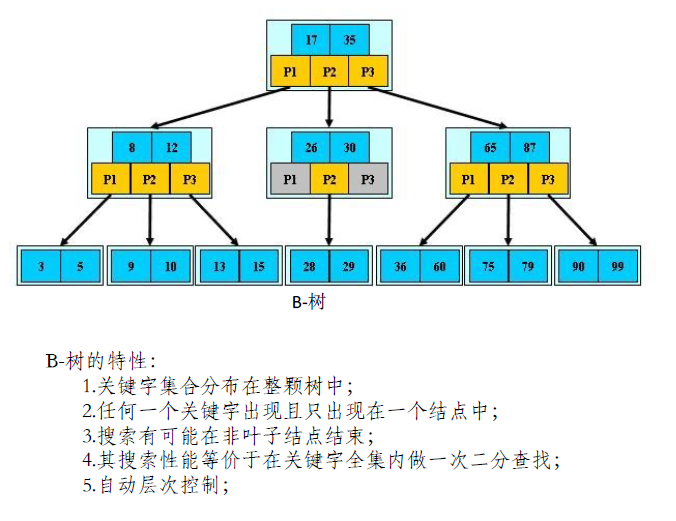 17 35
P1 P2 P3
8 12 26 30 65 87
P1 P2 P3 P1 P2 P3 P1 P2 P3
3 5 9 10 13 15 28 29 36 60 75 79 90 99
B-树
B-树的特性：
1.关键字集合分布在整颗树中；
2.任何一个关键字出现且只出现在一个结点中；
3.搜索有可能在非叶子结点结束；
4.其搜索性能等价于在关键字全集内做一次二分查找；
5.自动层次控制；